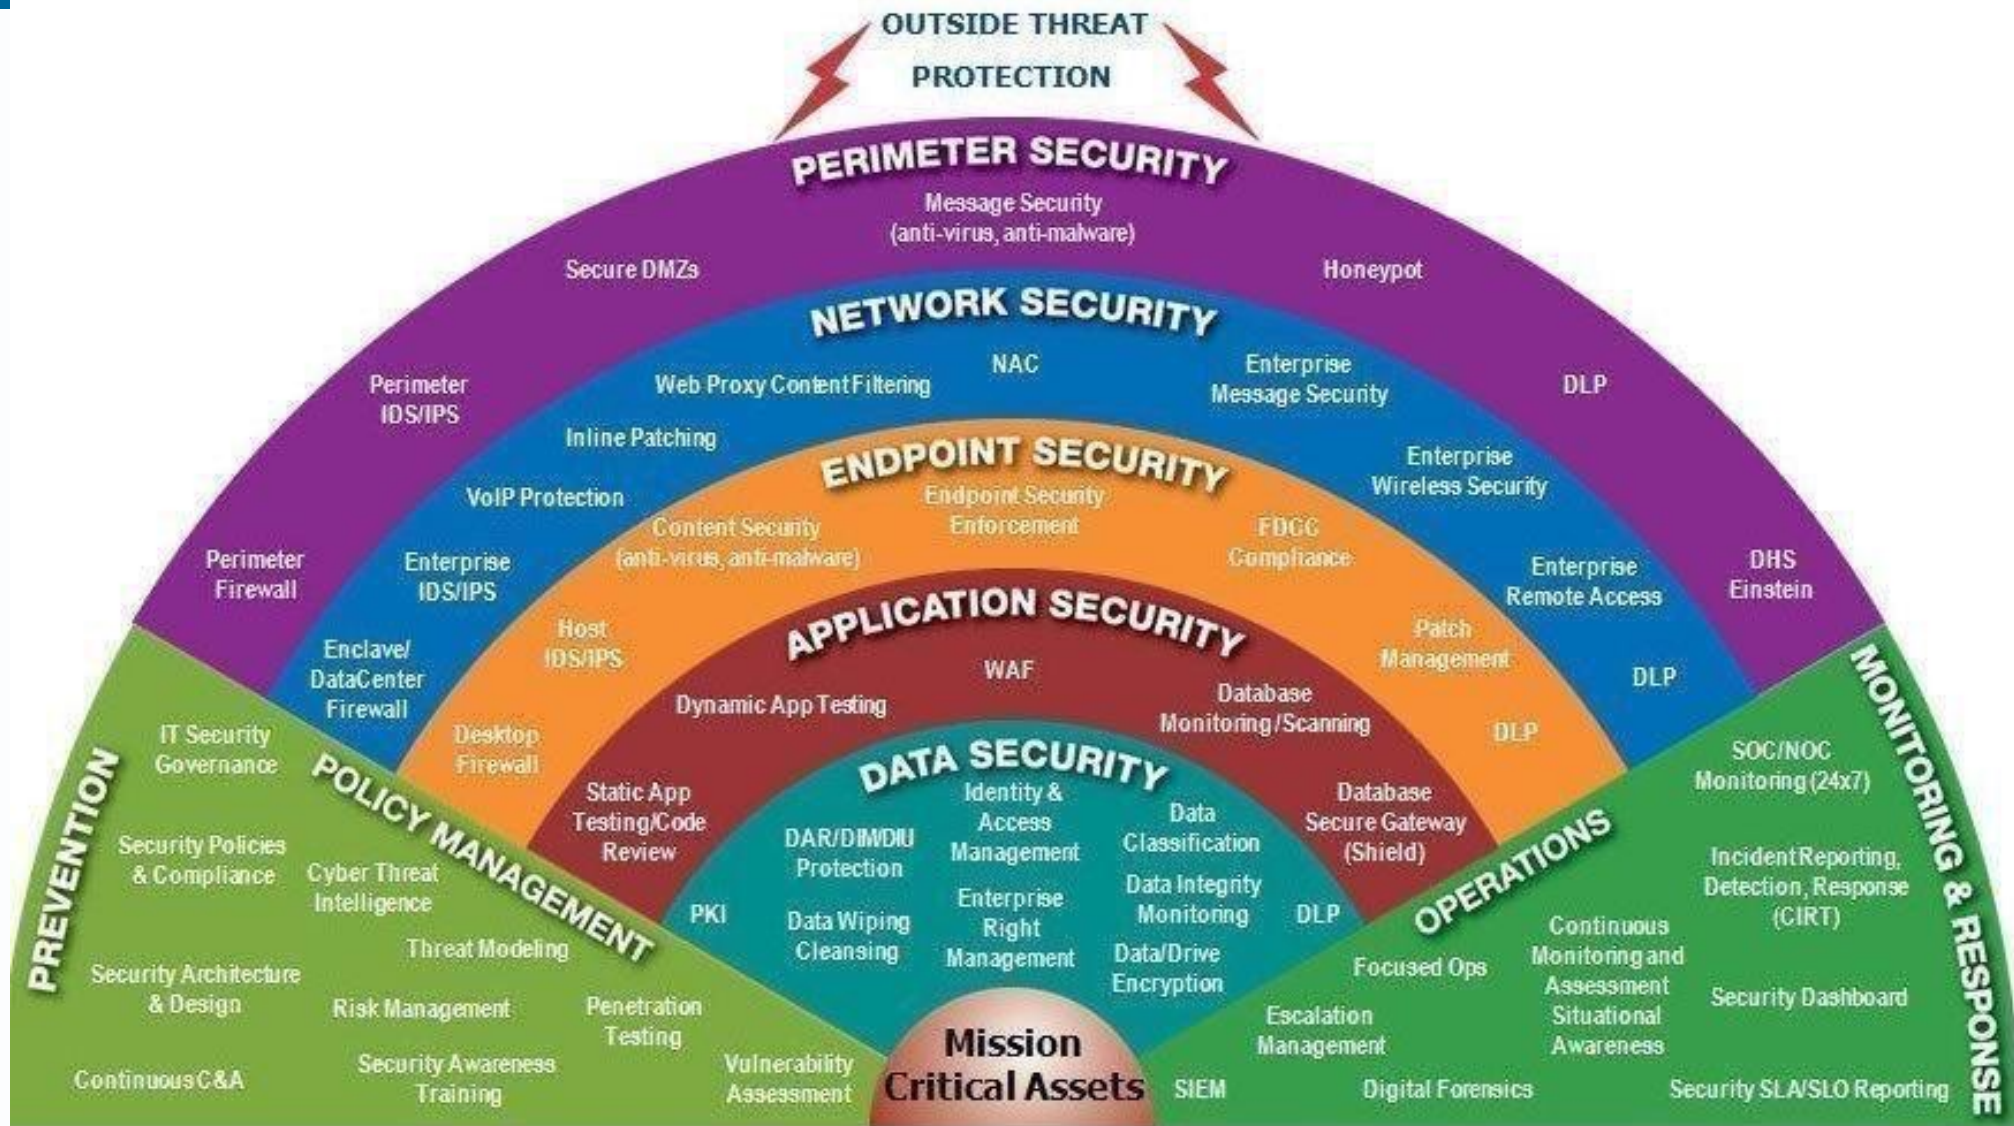 OUTSIDE THREAT
PROTECTION
PERIMETER SECURITY
Message Security
(anti-virus, anti-malware)
Secure DMZs
Honeypot
Perimeter
IDS/IPS
DLP
Perimeter
Firewall
DHS
Einstein
NETWORK SECURITY
NAC
Web Proxy Content Filtering
Enterprise
Message Security
Inline Patching
Enterprise
Wireless Security
VoIP Protection
Enterprise
IDS/IPS
Enterprise
Remote Access
Enclave/
DataCenter
Firewall
DLP
ENDPOINT SECURITY
Endpoint Security
Enforcement
Content Security
(anti-virus, anti-malware)
FDCC
Compliance
Host
IDS/IPS
Patch
Management
Desktop
Firewall
DLP
APPLICATION SECURITY
WAF
Dynamic App Testing
Database
Monitoring/Scanning
Static App
Testing/Code
Review
Database
Secure Gateway
(Shield)
DATA SECURITY
Identity &
Access
Management
DAR/DIM/DIU
Protection
Data
Classification
PKI
Data Wiping
Cleansing
Enterprise
Right
Management
Data Integrity
Monitoring
DLP
Data/Drive
Encryption
Mission
Critical Assets
PREVENTION
POLICY MANAGEMENT
IT Security
Governance
Security Policies
& Compliance
Cyber Threat
Intelligence
Threat Modeling
Security Architecture
& Design
Risk Management
Penetration
Testing
Continuous C&A
Security Awareness
Training
Vulnerability
Assessment
OPERATIONS
MONITORING & RESPONSE
SOC/NOC
Monitoring (24x7)
Incident Reporting,
Detection, Response
(CIRT)
Focused Ops
Continuous
Monitoring and
Assessment
Situational
Awareness
Security Dashboard
Escalation
Management
SIEM
Digital Forensics
Security SLA/SLO Reporting